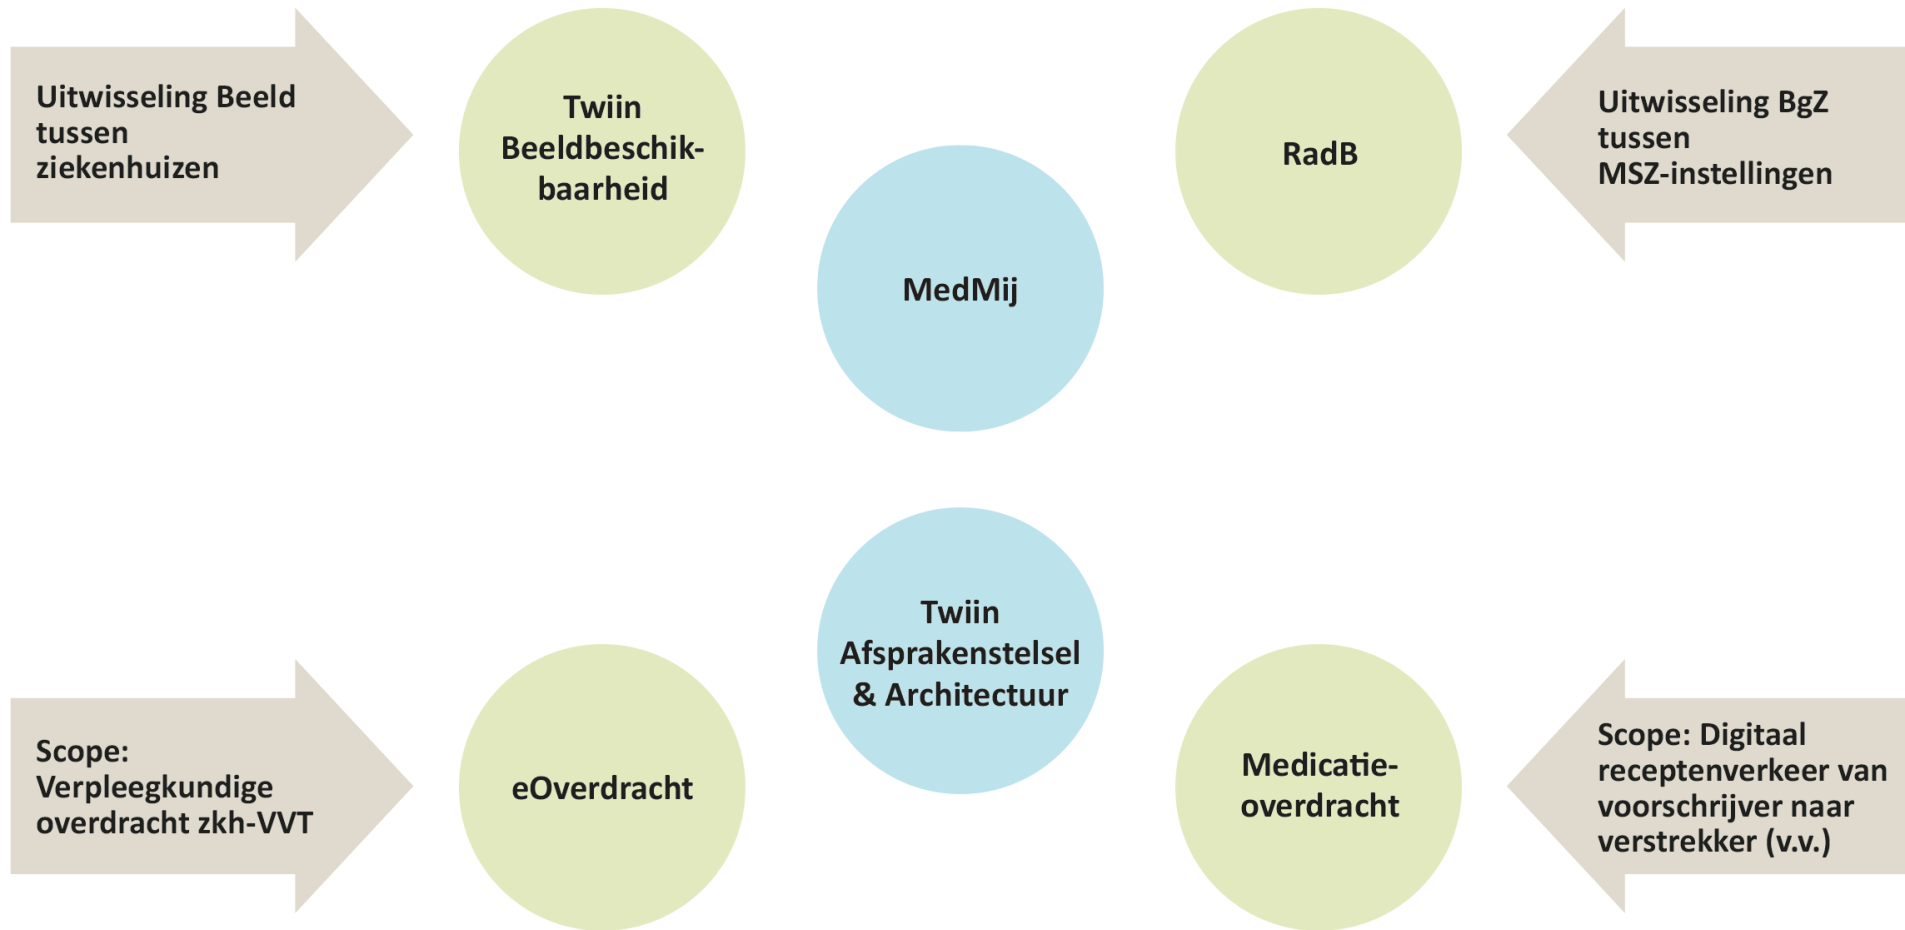 Uitwisseling Beeld
tussen
ziekenhuizen
Twiin
Beeldbeschik-
baarheid
MedMij
RadB
Uitwisseling BgZ
tussen
MSZ-instellingen
Scope:
Verpleegkundige
overdracht zkh-VVT
eOverdracht
Twiin
Afsprakenstelsel
& Architectuur
Medicatie-
overdracht
Scope: Digitaal
receptenverkeer van
voorschrijver naar
verstrekker (v.v.)